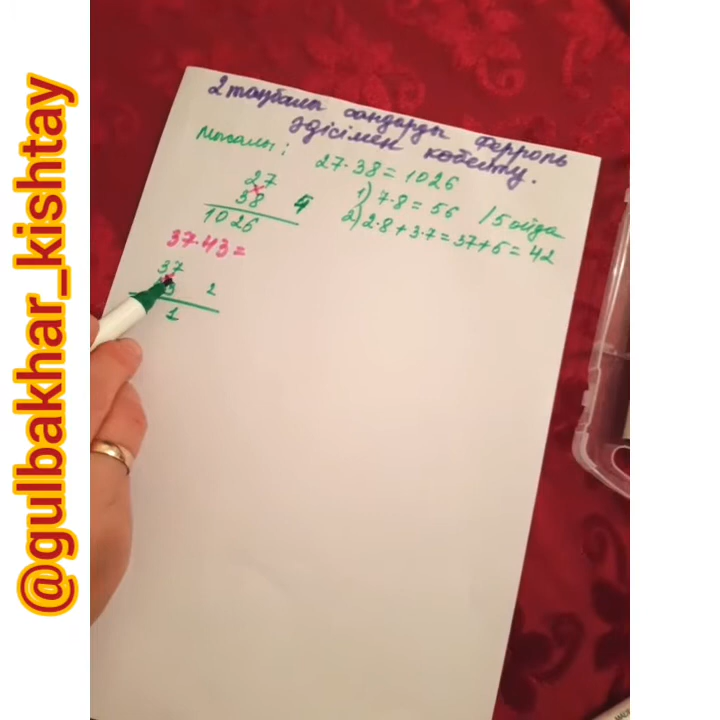 @gulbakhar_kishtay
2 таңбалы сандарды Ферроль
әдісімен көбейту.
Мысалы:
27·38=1026
27
38
1026
4
1) 7·8=56 /5 ойда
2) 2·8+3·7=37+5=42
37·43=
37
3 2
1